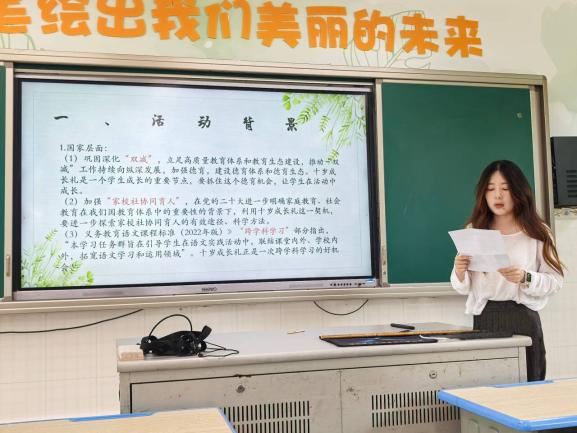 绘出我们美丽的未来
一、活动背景
1.国家层面:
(1)巩固深化“双减”,立足高质量教育体系和教育生态建设,推动“双
减”工作持续向纵深发展,加强德育,建设德育体系和德育生态。十岁成
长礼是一个学生成长的重要节点,要抓住这个德育机会,让学生在活动中
成长。
(2)加强“家校社协同育人”,在党的二十大进一步明确家庭教育、社会
教育在我们国教育体系中的重要性的背景下,利用十岁成长礼这一契机,
要进一步探索家校社协同育人的有效途径、科学方法。
(3)义务教育语文课程标准(2022年版)》“跨学科学习”部分指出,
“本学习任务群旨在引导学生在语文实践活动中,联结课堂内外、学校内
外,拓宽语文学习和运用领域”。十岁成长礼正是一次跨学科学习的好机
会。